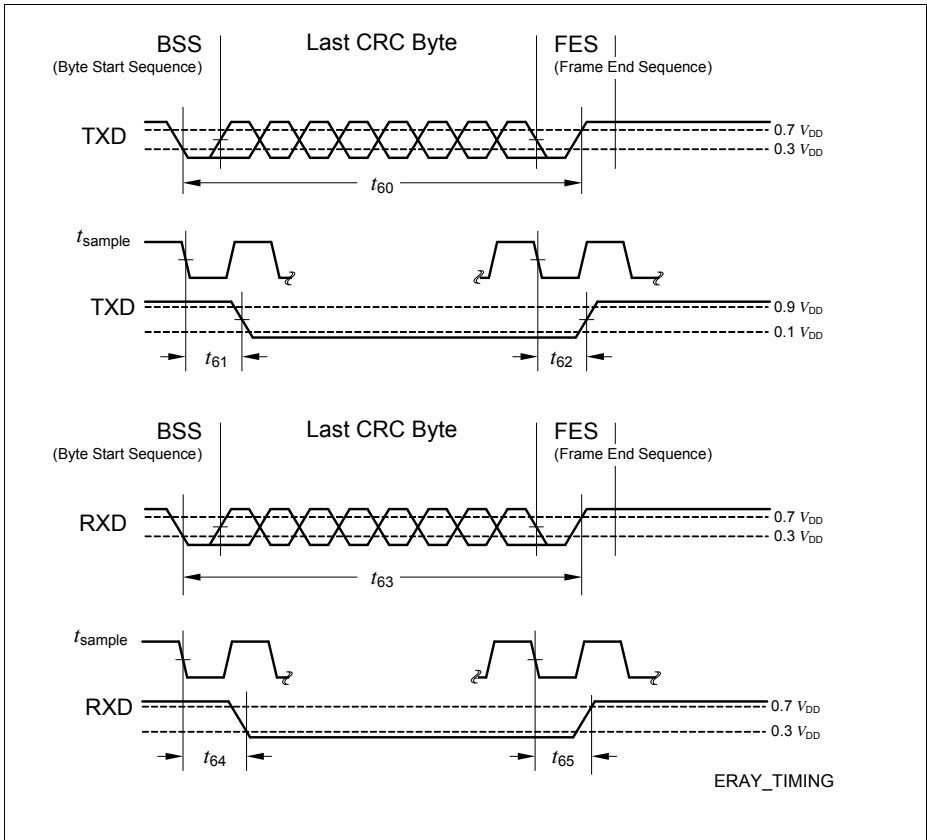 BSS Last CRC Byte FES
(Byte Start Sequence) (Frame End Sequence)
TXD
0.7 VDD
0.3 VDD
t60
tsample
TXD
0.9 VDD
0.1 VDD
t61 t62
BSS Last CRC Byte FES
(Byte Start Sequence) (Frame End Sequence)
RXD
0.7 VDD
0.3 VDD
t63
tsample
RXD
0.7 VDD
0.3 VDD
t64 t65
ERAY_TIMING